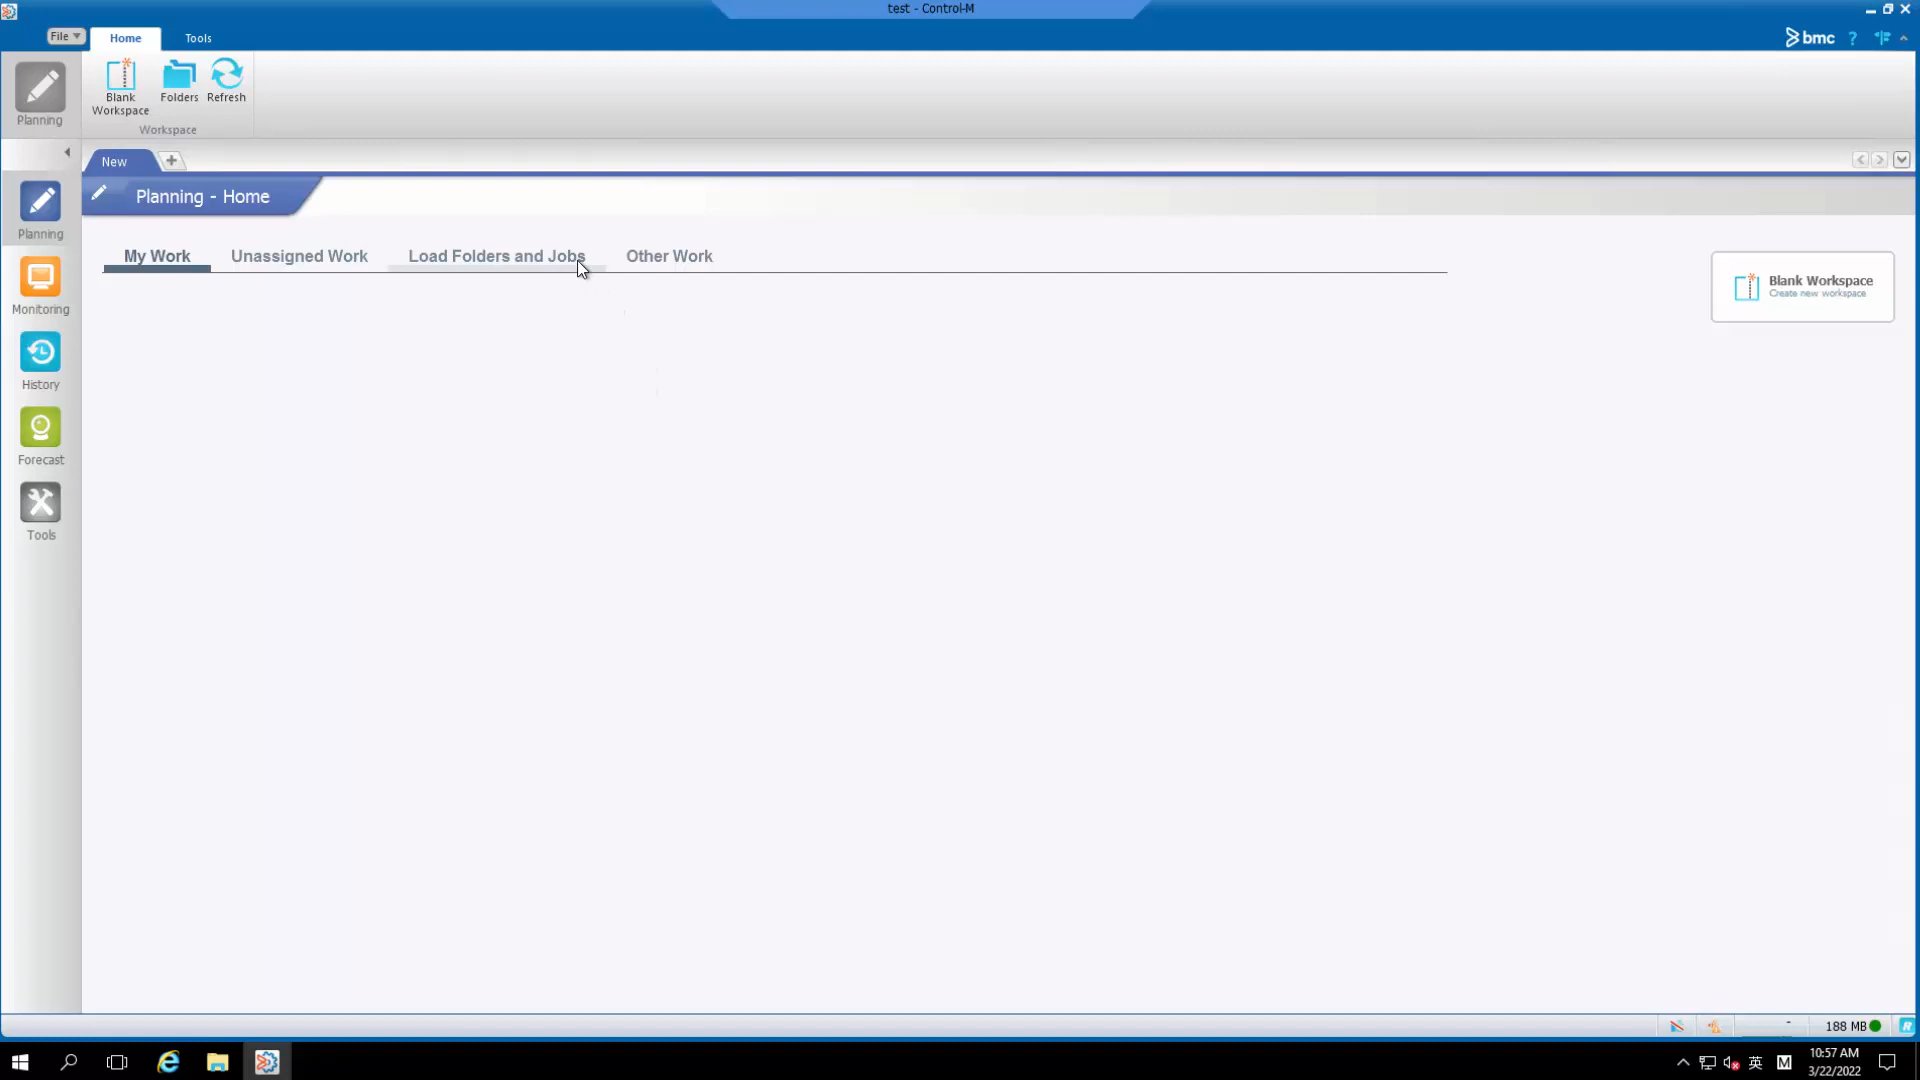 test - Control-M
File
Home
Tools
bmc
?
Planning
Blank
Workspace
Folders
Refresh
Workspace
New
Planning - Home
Planning
Monitoring
History
Forecast
Tools
My Work
Unassigned Work
Load Folders and Jobs
Other Work
Blank Workspace
Create new workspace
188 MB
英
M
10:57 AM
3/22/2022